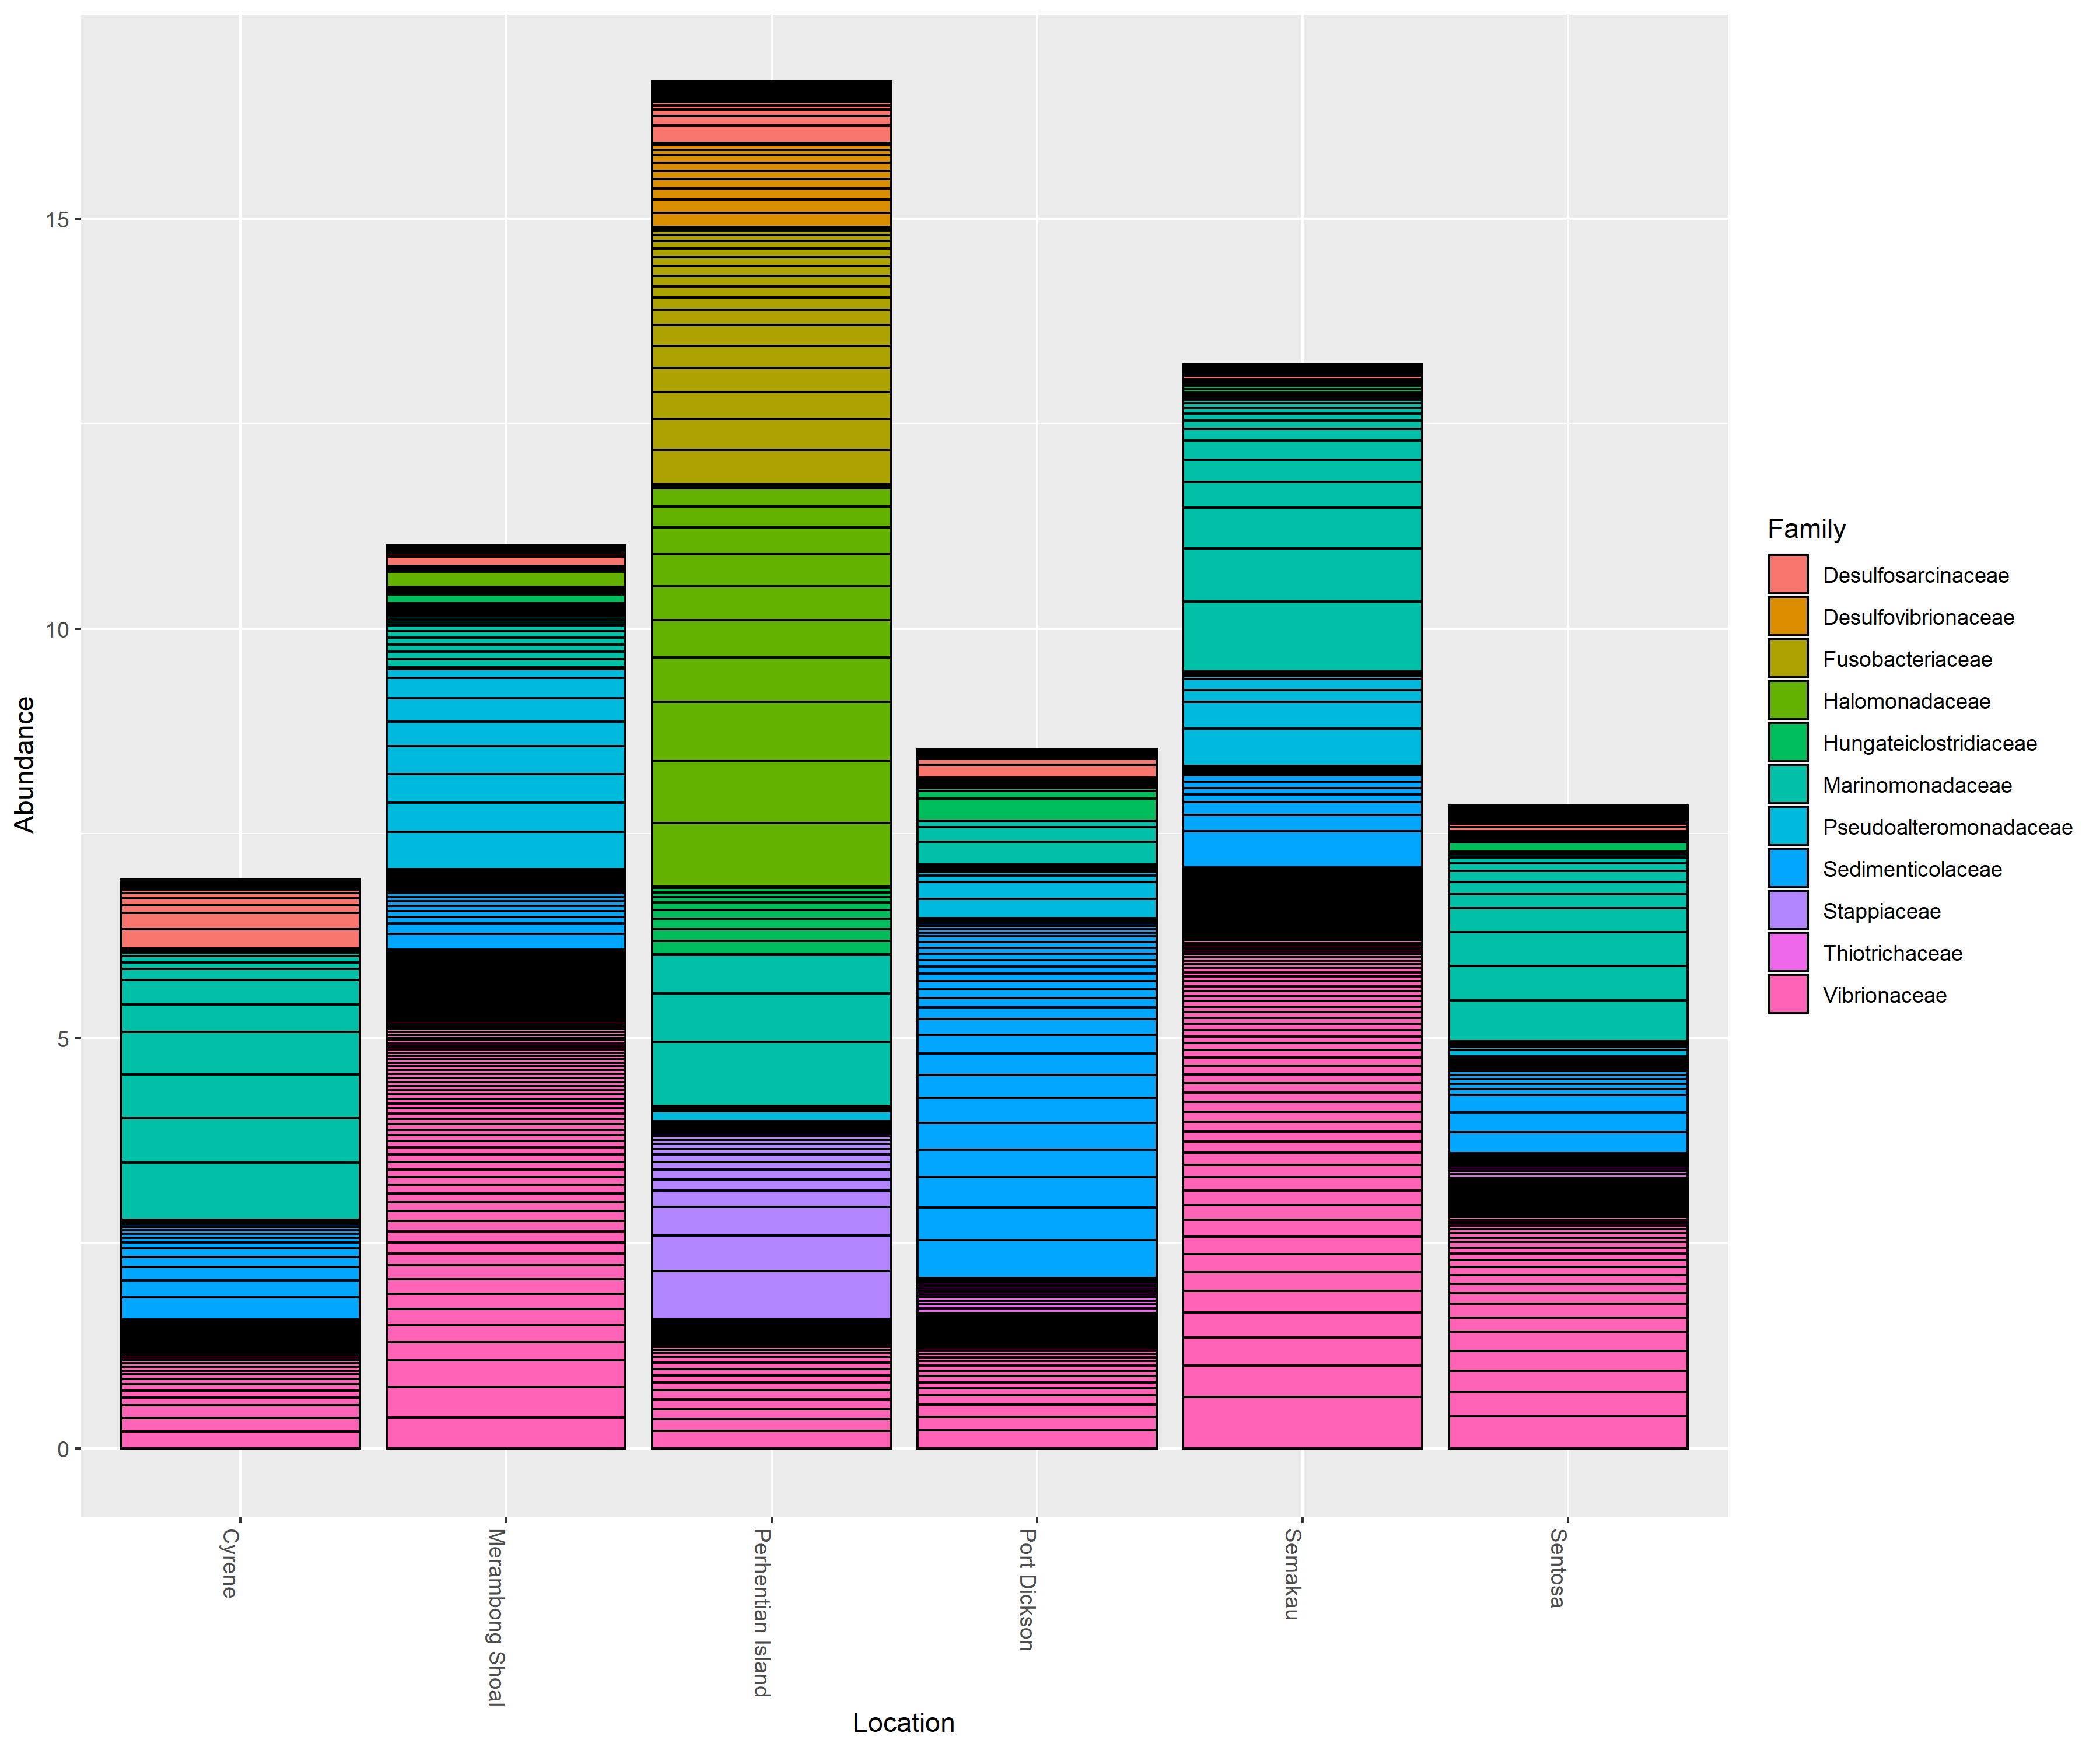 Abundance
15
10
5
0
Cyrene
Merambong Shoal
Perhentian Island
Port Dickson
Semakau
Sentosa
Location
Family
Desulfosarcinaceae
Desulfovibrionaceae
Fusobacteriaceae
Halomonadaceae
Hungateiclostridiaceae
Marinomonadaceae
Pseudoalteromonadaceae
Sedimenticolaceae
Stappiaceae
Thiotrichaceae
Vibrionaceae